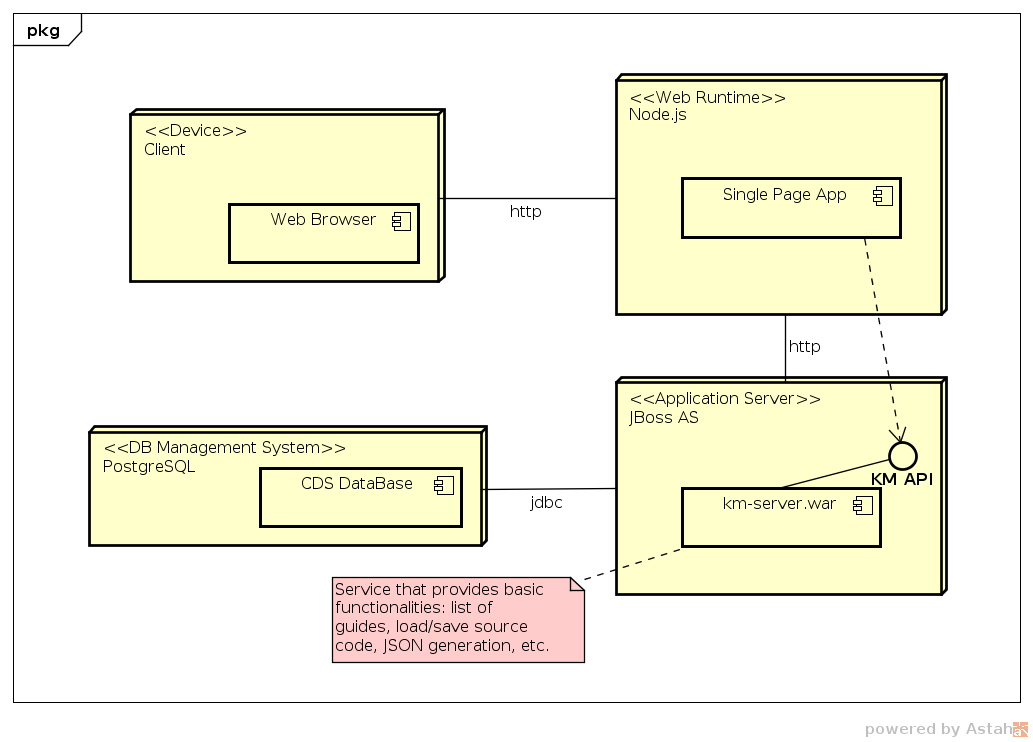 pkg
<<Device>>
Client
Web Browser
http
<<Web Runtime>>
Node.js
Single Page App
http
<<Application Server>>
JBoss AS
KM API
km-server.war
<<DB Management System>>
PostgreSQL
CDS DataBase
jdbc
Service that provides basic
functionalities: list of
guides, load/save source
code, JSON generation, etc.
powered by Astah